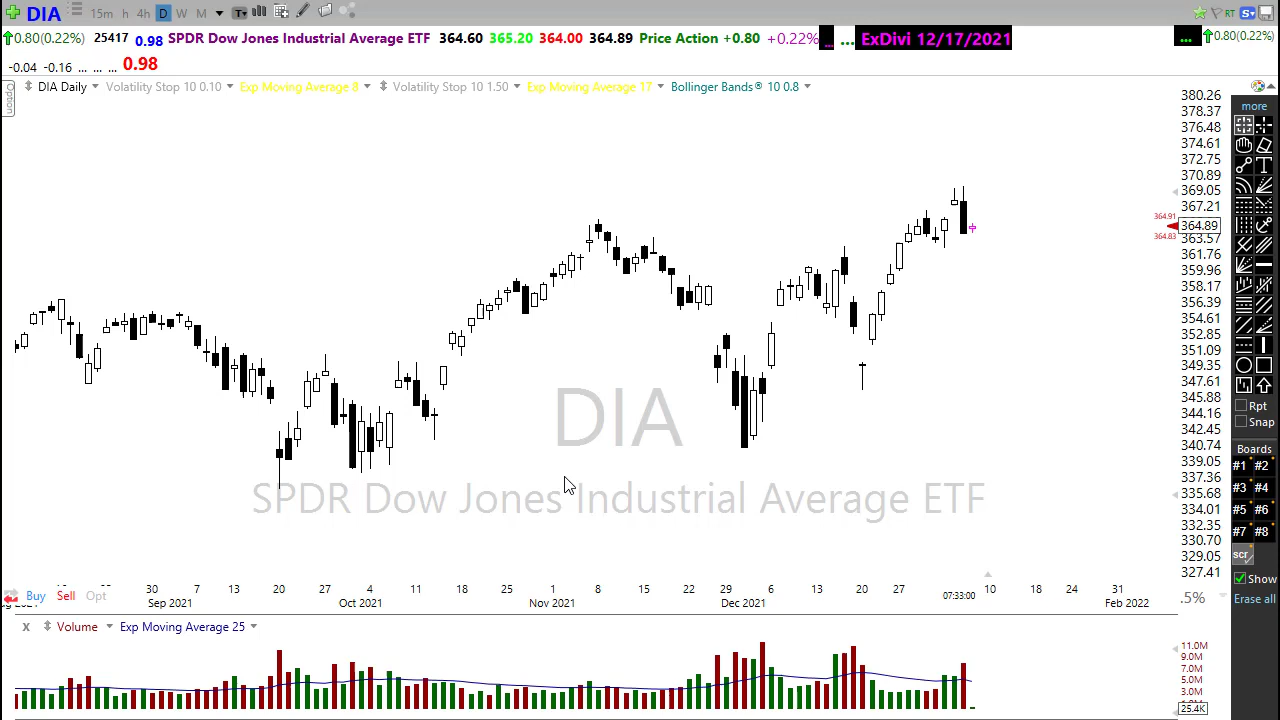 DIA 15m h 4h D W M T RT S
0.80(0.22%) 25417 0.98 SPDR Dow Jones Industrial Average ETF 364.60 365.20 364.00 364.89 Price Action +0.80 +0.22% ... ... ExDivi 12/17/2021 ... 0.80(0.22%)
-0.04 -0.16 ... ... ... 0.98
Option
DIA Daily Volatility Stop 10 0.10 Exp Moving Average 8 Volatility Stop 10 1.50 Exp Moving Average 17 Bollinger Bands® 10 0.8
380.26
378.37
376.48
374.61
372.75
370.89
369.05
367.21
364.91
364.89
364.83
363.57
361.76
359.96
358.17
356.39
354.61
352.85
351.09
349.35
347.61
345.88
344.16
342.45
340.74
339.05
337.36
335.68
334.01
332.35
330.70
329.05
327.41
DIA
SPDR Dow Jones Industrial Average ETF
more
Rpt
Snap
Boards
#1 #2
#3 #4
#5 #6
#7 #8
scr
Show
Erase all
30 7 13 20 27 4 11 18 25 1 8 15 22 29 6 13 20 27 07:33:00 10 18 24 31
Buy Sell Opt
Sep 2021 Oct 2021 Nov 2021 Dec 2021 Feb 2022
.5%
X Volume Exp Moving Average 25
11.0M
9.0M
7.0M
5.0M
3.0M
25.4K